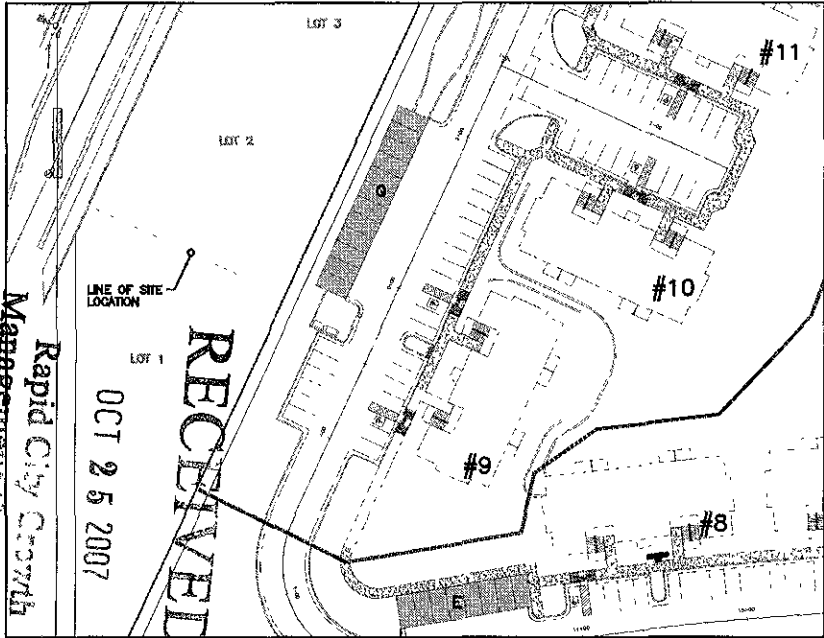 LOT 3
#11
LOT 2
Q
#10
LINE OF SITE
LOCATION
LOT 1
RECEIVED
OCT 25 2007
Rapid City Growth
#9
#8
E